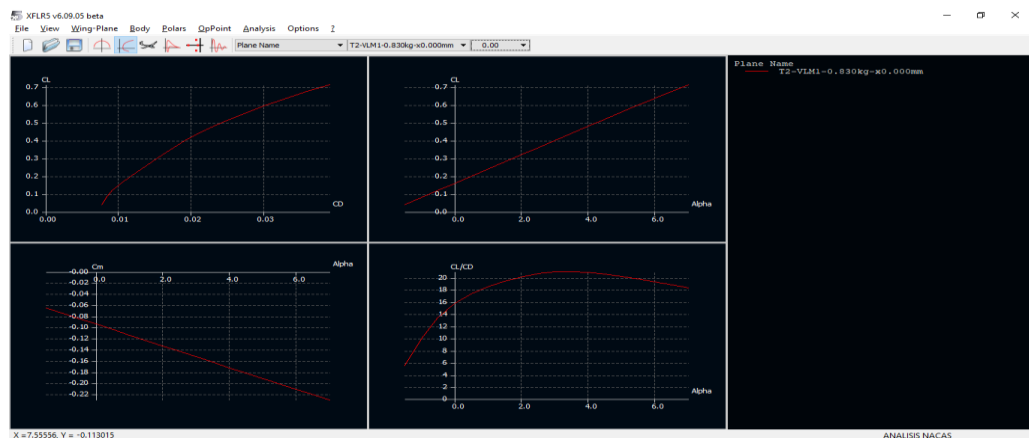 XFLR5 v6.09.05 beta
File View Wing-Plane Body Polars OpPoint Analysis Options ?
Plane Name T2-VLM1-0.830kg-x0.000mm 0.00
CL
0.7
0.6
0.5
0.4
0.3
0.2
0.1
0.0
0.00 0.01 0.02 0.03
CD
CL
0.7
0.6
0.5
0.4
0.3
0.2
0.1
0.0
0.0 2.0 4.0 6.0
Alpha
Plane Name
T2-VLM1-0.830kg-x0.000mm
Cm
Alpha
-0.00
0.0 2.0 4.0 6.0
-0.02
-0.04
-0.06
-0.08
-0.10
-0.12
-0.14
-0.16
-0.18
-0.20
-0.22
CL/CD
20
18
16
14
12
10
8
6
4
2
0
0.0 2.0 4.0 6.0
Alpha
X =7.55556, Y = -0.113015
ANALISIS NACAS